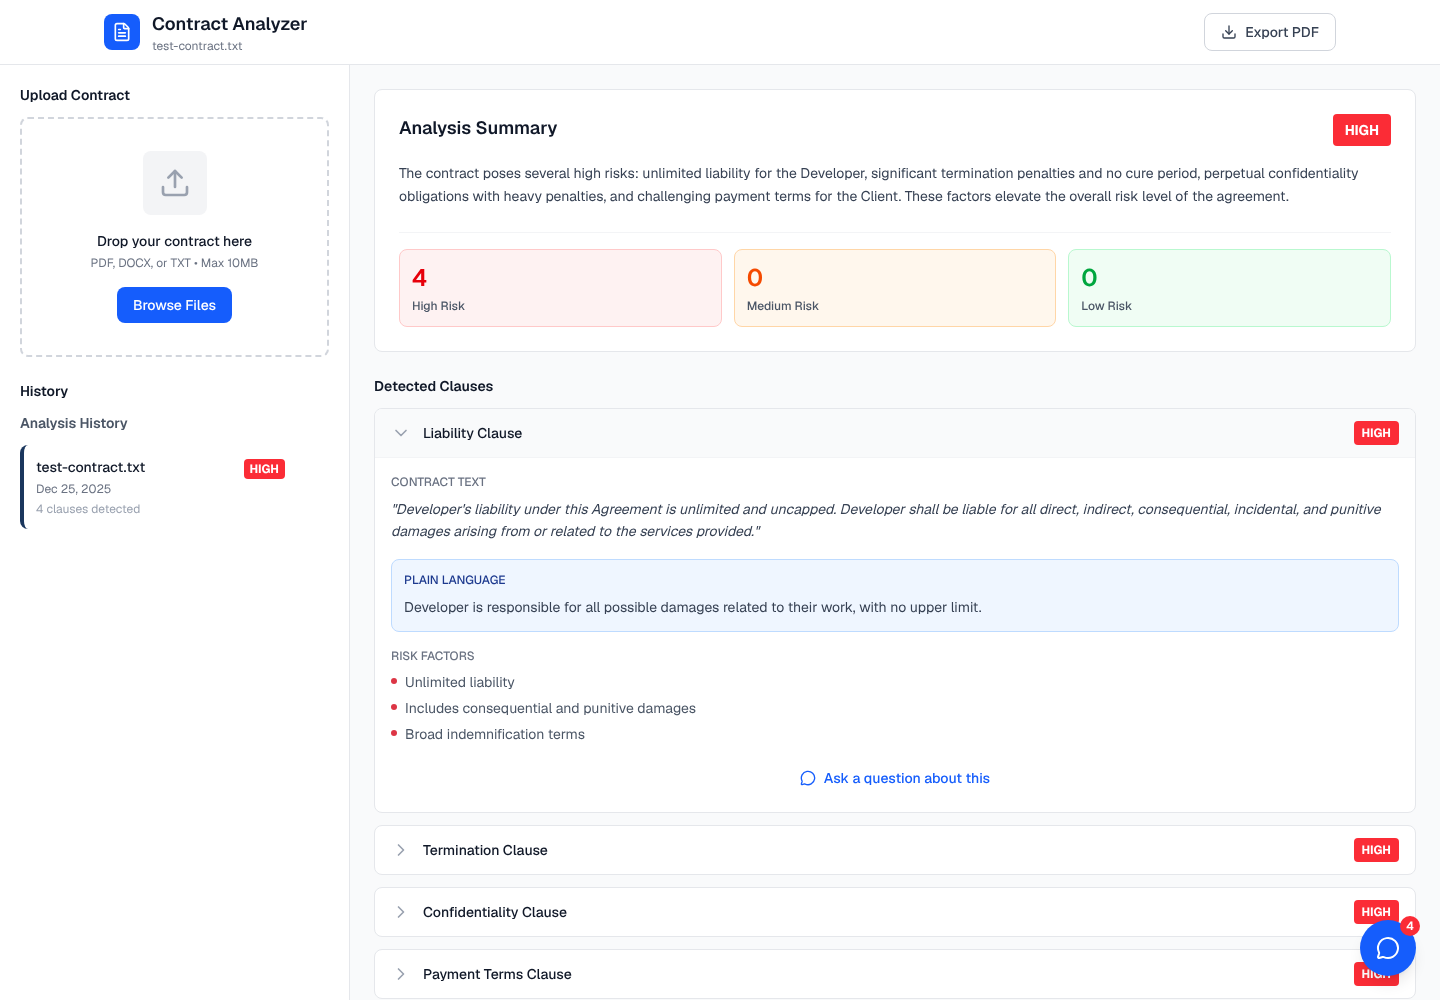 Contract Analyzer
test-contract.txt
Export PDF
Upload Contract
Drop your contract here
PDF, DOCX, or TXT • Max 10MB
Browse Files
History
Analysis History
test-contract.txt
HIGH
Dec 25, 2025
4 clauses detected
Analysis Summary
HIGH
The contract poses several high risks: unlimited liability for the Developer, significant termination penalties and no cure period, perpetual confidentiality
obligations with heavy penalties, and challenging payment terms for the Client. These factors elevate the overall risk level of the agreement.
4
High Risk
0
Medium Risk
0
Low Risk
Detected Clauses
Liability Clause
HIGH
CONTRACT TEXT
"Developer's liability under this Agreement is unlimited and uncapped. Developer shall be liable for all direct, indirect, consequential, incidental, and punitive
damages arising from or related to the services provided."
PLAIN LANGUAGE
Developer is responsible for all possible damages related to their work, with no upper limit.
RISK FACTORS
Unlimited liability
Includes consequential and punitive damages
Broad indemnification terms
Ask a question about this
Termination Clause
HIGH
Confidentiality Clause
HIGH
4
Payment Terms Clause
HIGH